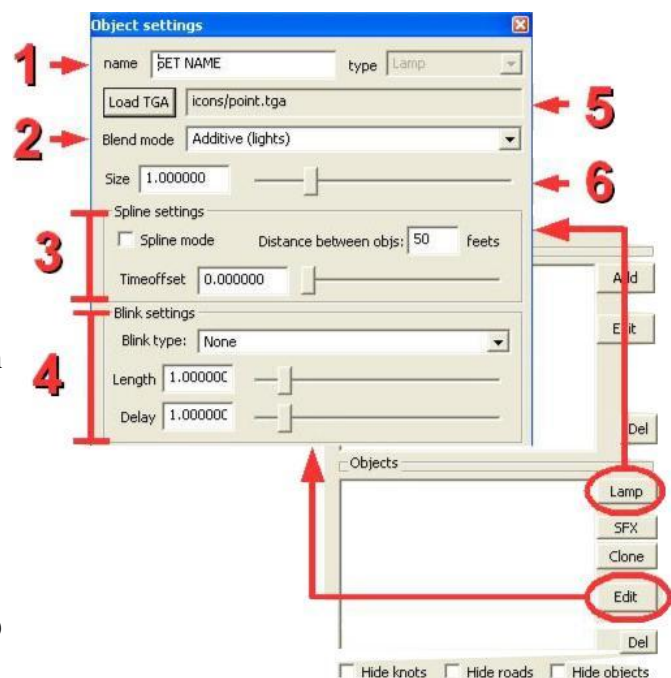 Object settings
1 name SET NAME type Lamp
Load TGA icons/point.tga 5
2 Blend mode Additive (lights)
Size 1.000000 6
Spline settings
3 Spline mode Distance between objs: 50 feets
Timeoffset 0.000000
Add
Blink settings
Blink type: None
Edit
4 Length 1.00000C
Delay 1.00000C
Del
Objects
Lamp
SFX
Clone
Edit
Del
Hide knots Hide roads Hide objects